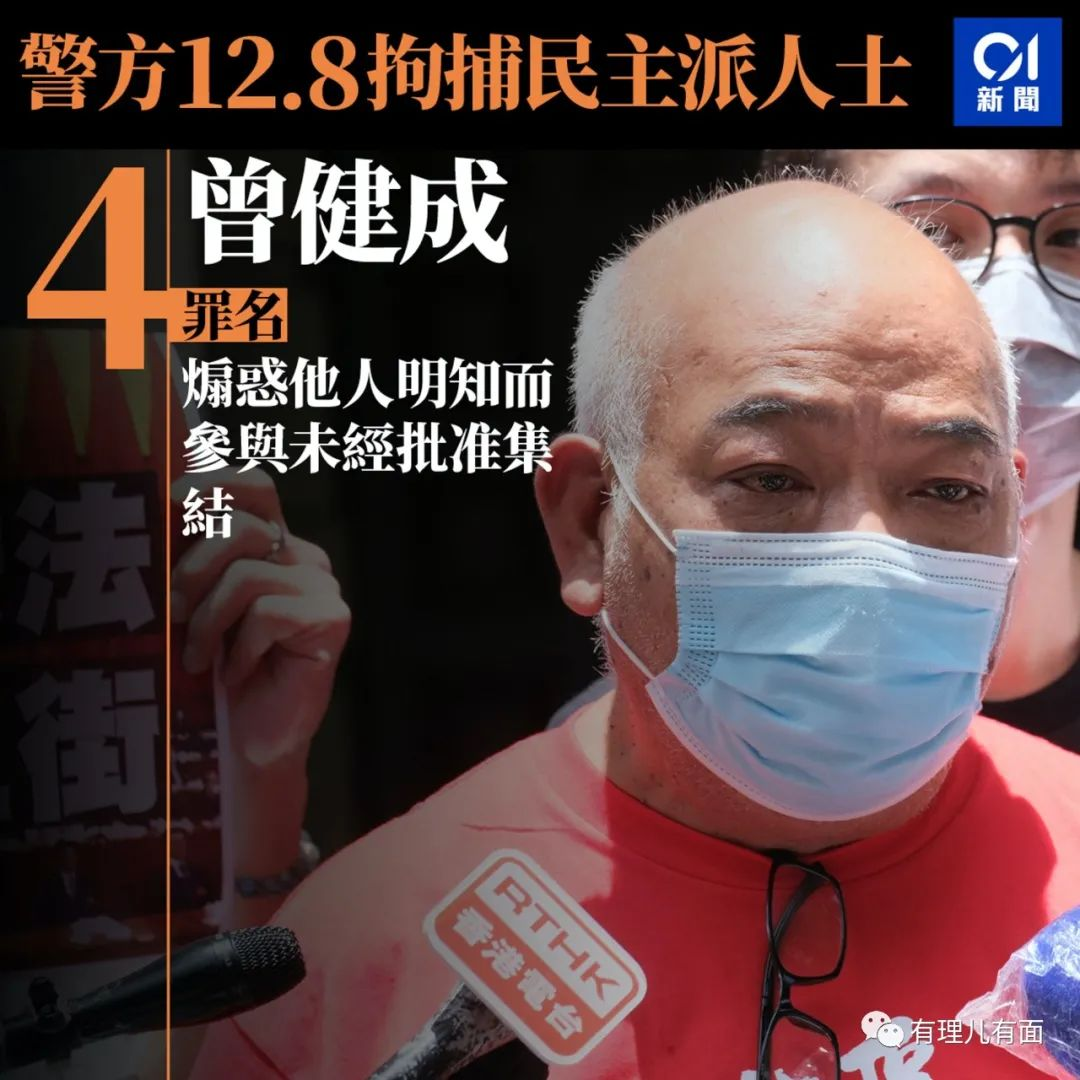 警方12.8拘捕民主派人士
01
新聞
4
曾健成
罪名
煽惑他人明知而
參與未經批准集
結
法
街
RTHK
香港電台
有理儿有面